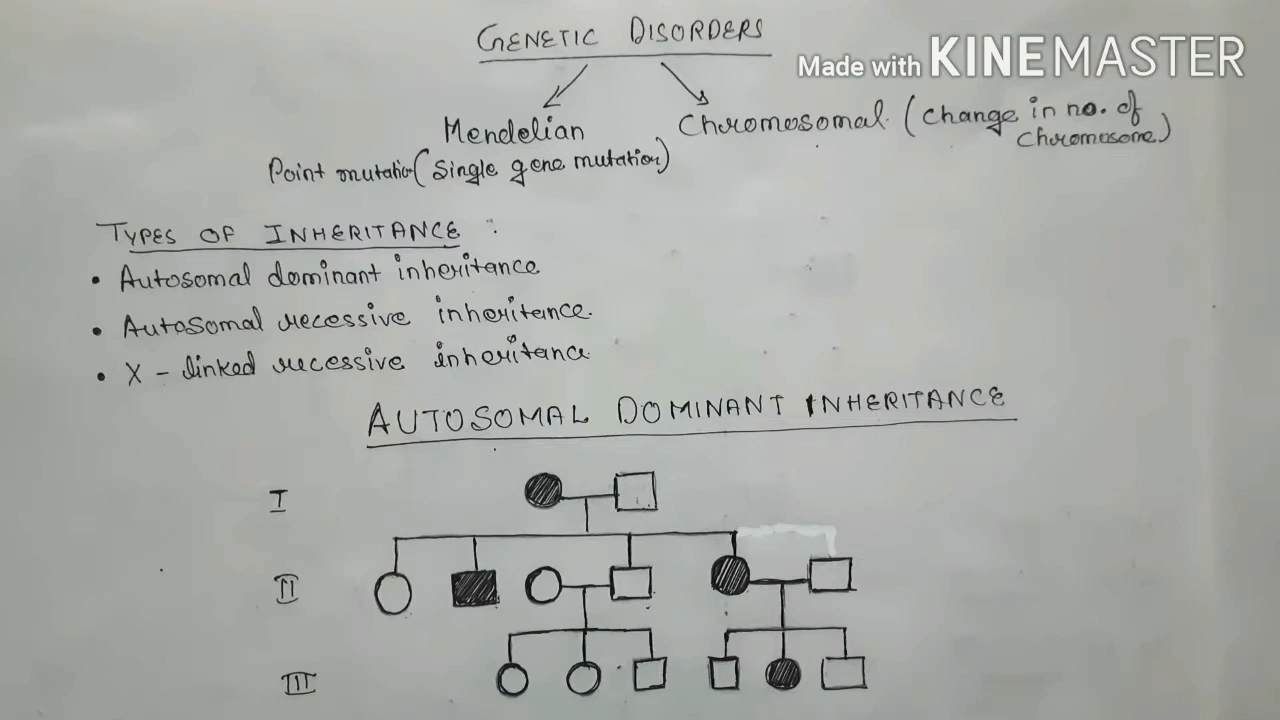 GENETIC DISORDERS
Made with KINEMASTER
Mendelian
Chromosomal (change in no. of
chromosome)
Point mutation (single gene mutation)
TYPES OF INHERITANCE :
• Autosomal dominant inheritance
• Autosomal recessive inheritance.
• X - linked recessive inheritance
AUTOSOMAL DOMINANT INHERITANCE
I
II
III